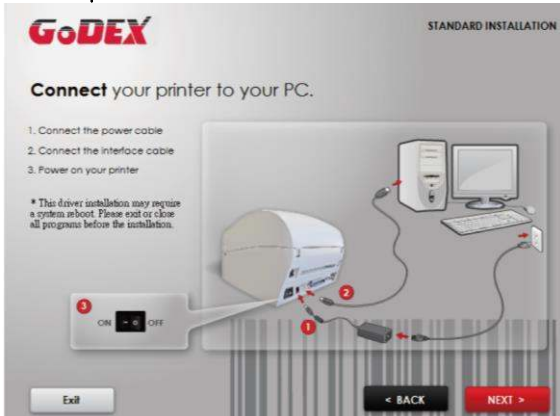 GoDEX
STANDARD INSTALLATION
Connect your printer to your PC.
1. Connect the power cable
2. Connect the interface cable
3. Power on your printer
* This driver installation may require
a system reboot. Please exit or close
all programs before the installation.
3
ON - o OFF
2
1
Exit
< BACK
NEXT >